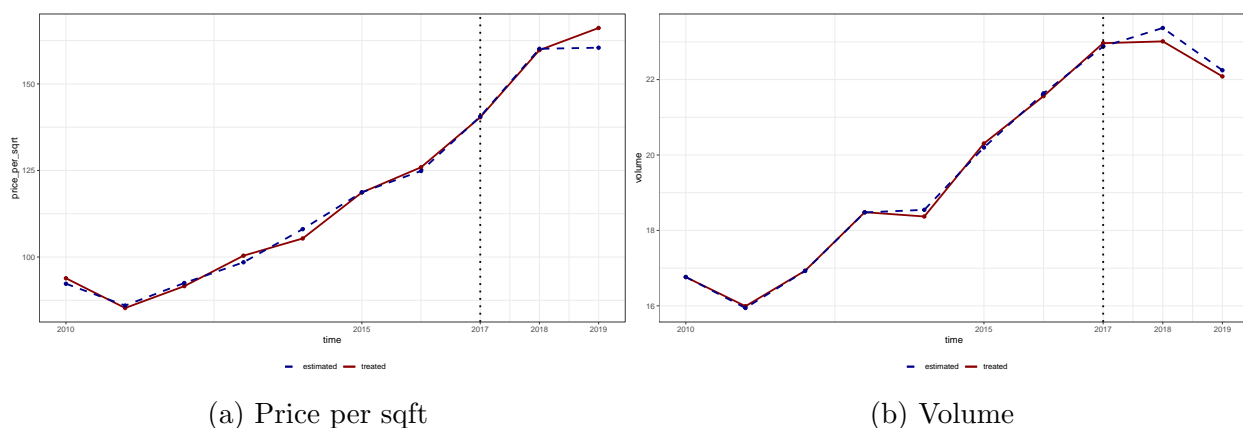 price_per_sqrt
150
125
100
2010
2015
2017
2018
2019
time
estimated
treated
(a) Price per sqft
volume
22
20
18
16
2010
2015
2017
2018
2019
time
estimated
treated
(b) Volume